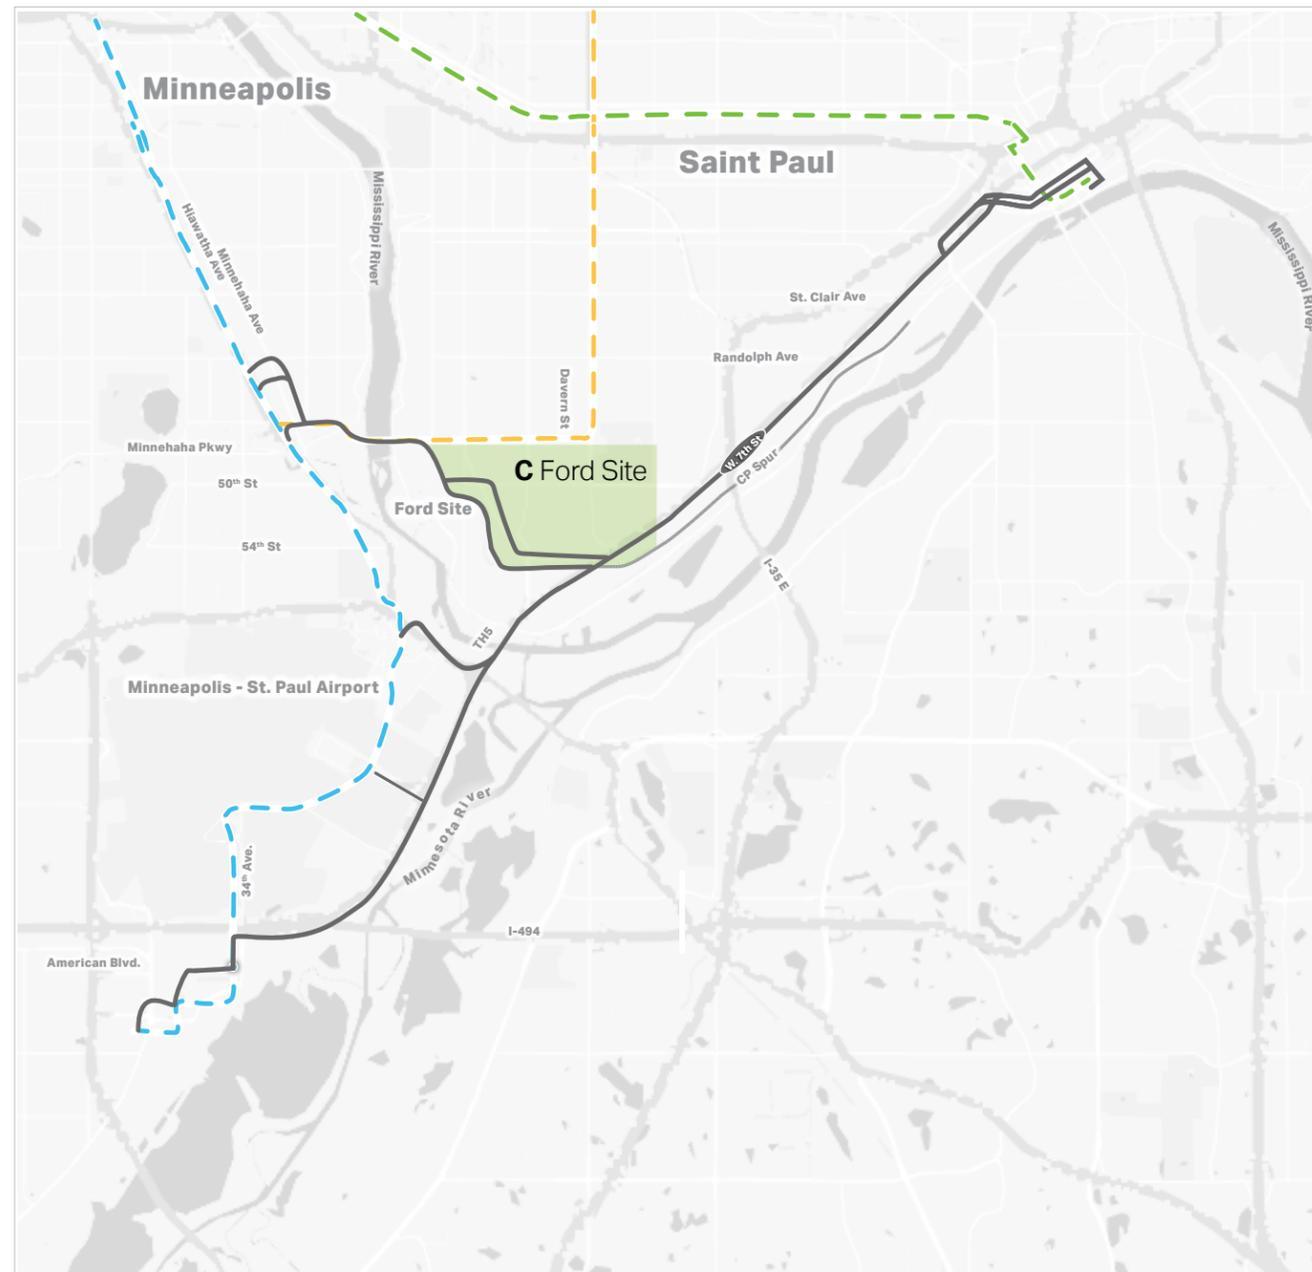 Minneapolis
Saint Paul
Mississippi River
Hiawatha Ave
Minnehaha Ave
Mississippi River
St. Clair Ave
Randolph Ave
Davern St
Minnehaha Pkwy
W. 7th St
CP Spur
C Ford Site
50th St
Ford Site
54th St
I-35 E
TH5
Minneapolis - St. Paul Airport
Minnesota River
34th Ave.
I-494
American Blvd.